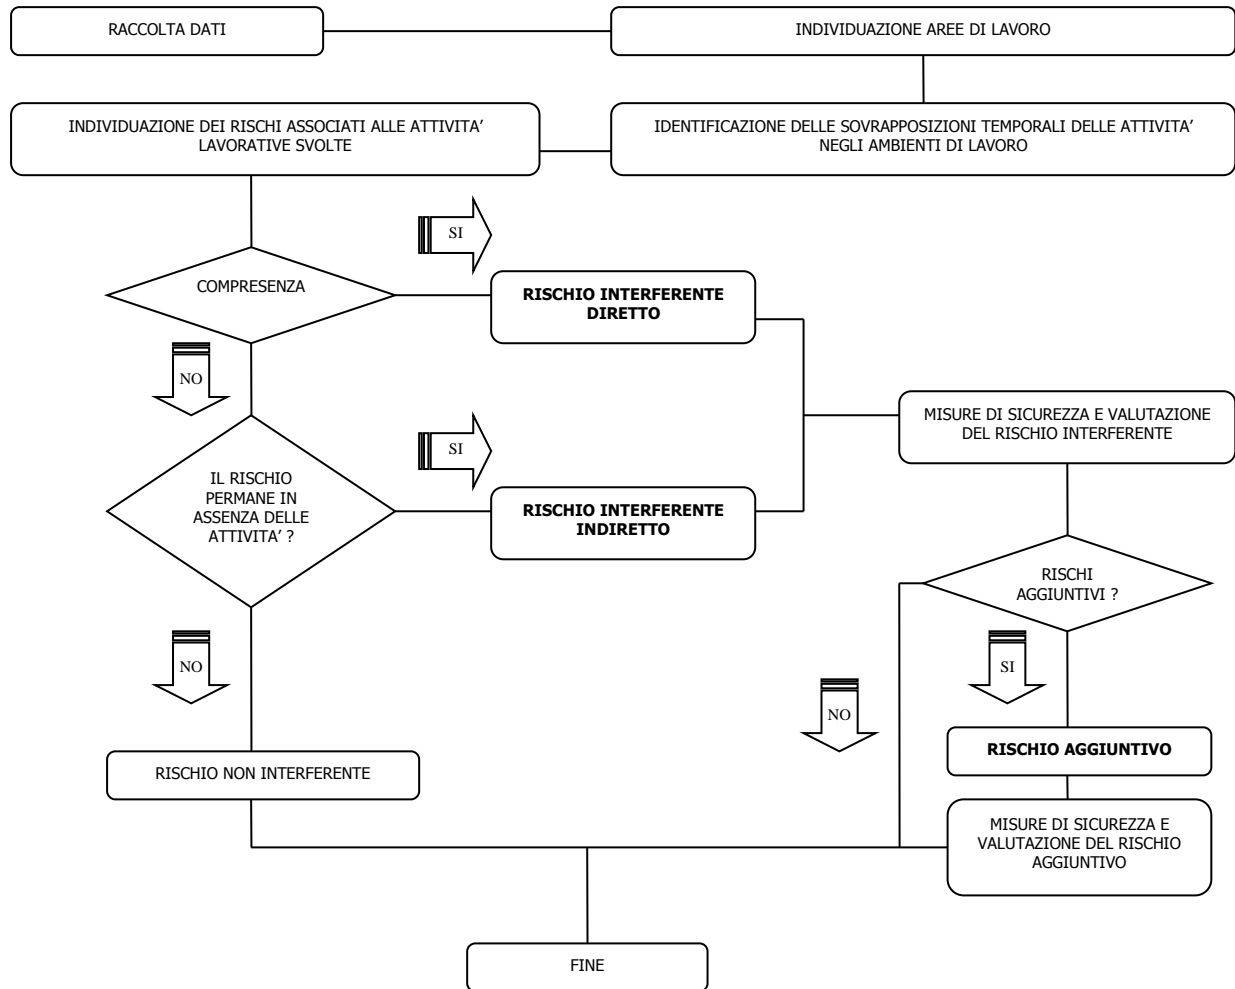 RACCOLTA DATI
INDIVIDUAZIONE AREE DI LAVORO
INDIVIDUAZIONE DEI RISCHI ASSOCIATI ALLE ATTIVITA’
LAVORATIVE SVOLTE
IDENTIFICAZIONE DELLE SOVRAPPOSIZIONI TEMPORALI DELLE ATTIVITA’
NEGLI AMBIENTI DI LAVORO
SI
COMPRESENZA
RISCHIO INTERFERENTE
DIRETTO
NO
MISURE DI SICUREZZA E VALUTAZIONE
DEL RISCHIO INTERFERENTE
SI
IL RISCHIO
PERMANE IN
ASSENZA DELLE
ATTIVITA’ ?
RISCHIO INTERFERENTE
INDIRETTO
RISCHI
AGGIUNTIVI ?
NO
SI
NO
RISCHIO AGGIUNTIVO
RISCHIO NON INTERFERENTE
MISURE DI SICUREZZA E
VALUTAZIONE DEL RISCHIO
AGGIUNTIVO
FINE